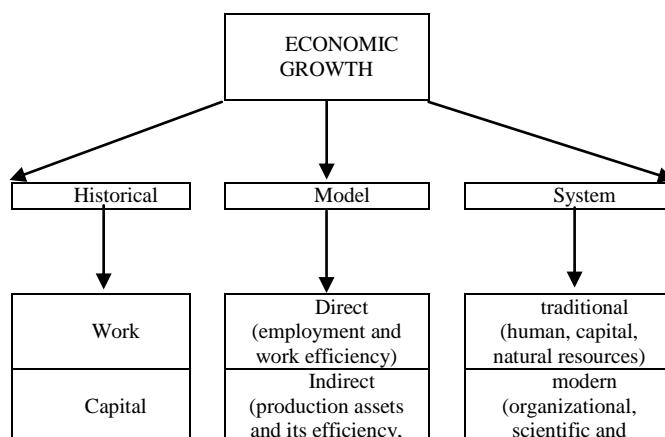 ECONOMIC
GROWTH
Historical
Model
System
Work
Direct
(employment and
work efficiency)
traditional
(human, capital,
natural resources)
Capital
Indirect
(production assets
and its efficiency,
modern
(organizational,
scientific and